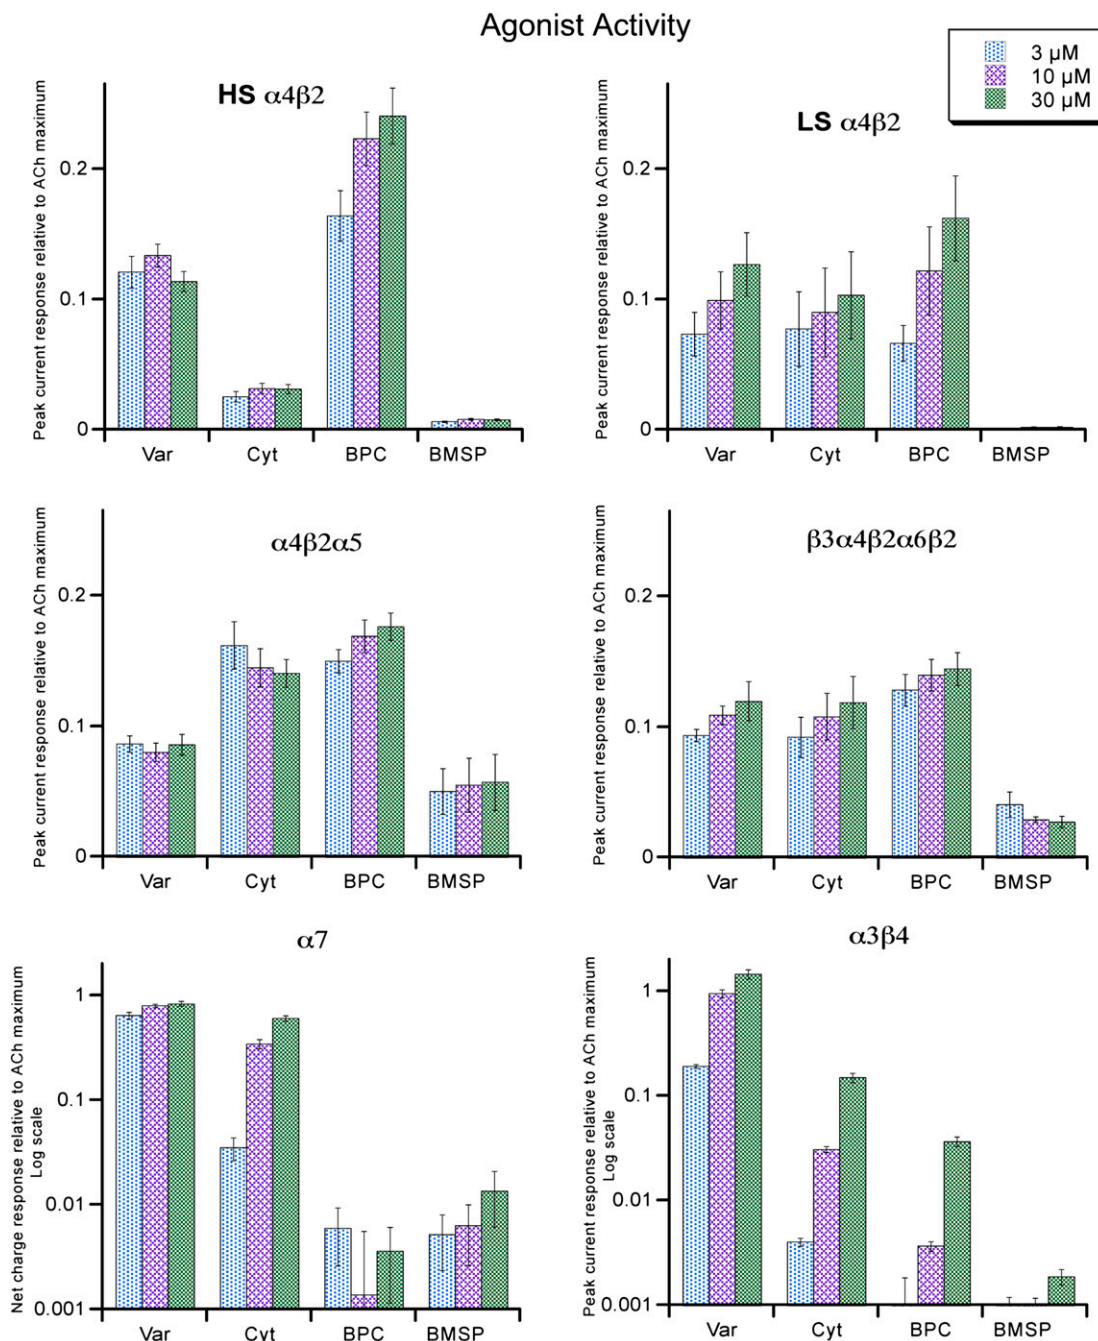 Agonist Activity
3 µM
10 µM
30 µM
HS α4β2
Peak current response relative to ACh maximum
0.2
0.1
0
Var Cyt BPC BMSP
LS α4β2
Peak current response relative to ACh maximum
0.2
0.1
0
Var Cyt BPC BMSP
α4β2α5
Peak current response relative to ACh maximum
0.2
0.1
0
Var Cyt BPC BMSP
β3α4β2α6β2
Peak current response relative to ACh maximum
0.2
0.1
0
Var Cyt BPC BMSP
α7
Net charge response relative to ACh maximum
Log scale
1
0.1
0.01
0.001
Var Cyt BPC BMSP
α3β4
Peak current response relative to ACh maximum
Log scale
1
0.1
0.01
0.001
Var Cyt BPC BMSP